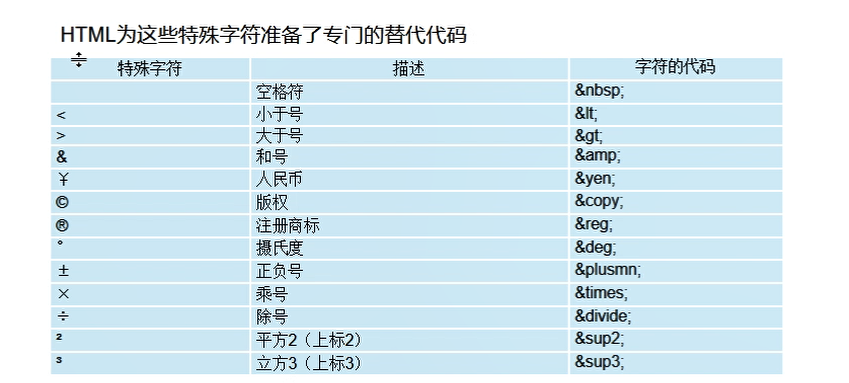 HTML为这些特殊字符准备了专门的替代代码
特殊字符 描述 字符的代码
空格符 &nbsp;
< 小于号 &lt;
> 大于号 &gt;
& 和号 &amp;
¥ 人民币 &yen;
© 版权 &copy;
® 注册商标 &reg;
° 摄氏度 &deg;
± 正负号 &plusmn;
× 乘号 &times;
÷ 除号 &divide;
² 平方2（上标2） &sup2;
³ 立方3（上标3） &sup3;